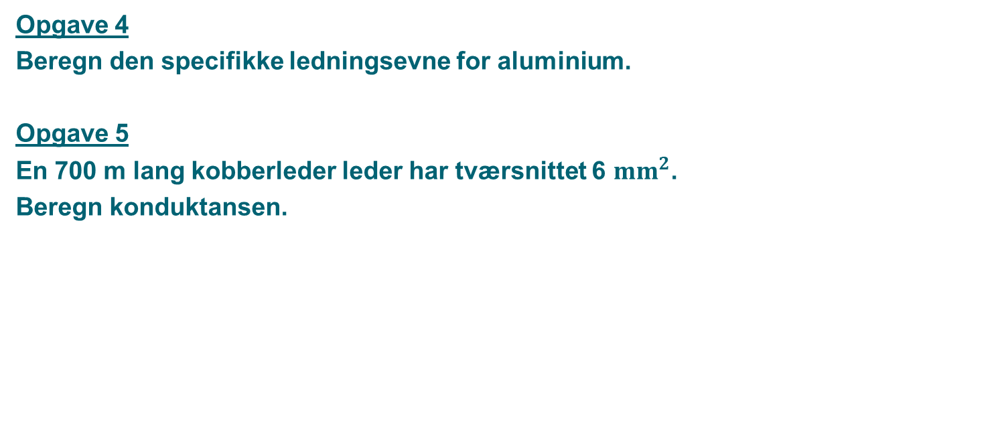 Opgave 4
Beregn den specifikke ledningsevne for aluminium.
Opgave 5
En 700 m lang kobberleder leder har tværsnittet 6 mm².
Beregn konduktansen.